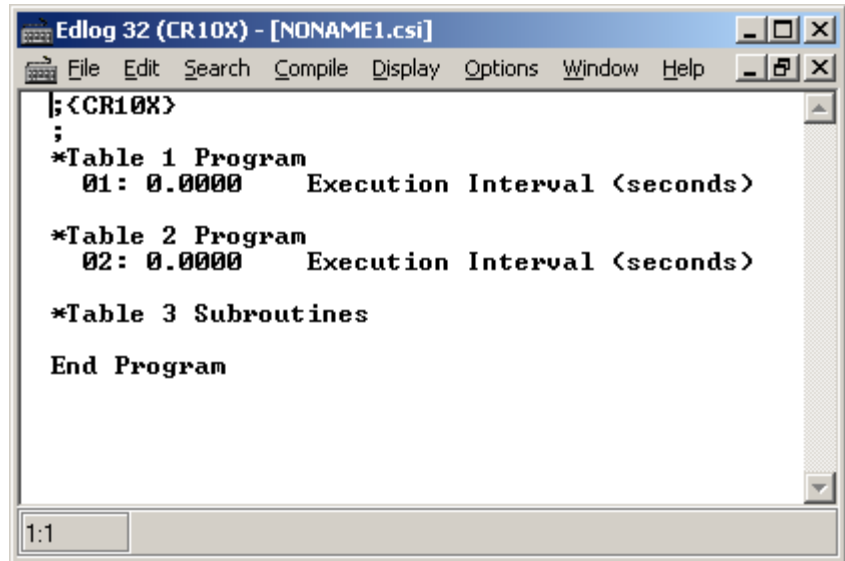 Edlog 32 (CR10X) - [NONAME1.csi]
File Edit Search Compile Display Options Window Help
;{CR10X}
;
*Table 1 Program
01: 0.0000 Execution Interval (seconds)
*Table 2 Program
02: 0.0000 Execution Interval (seconds)
*Table 3 Subroutines
End Program
1:1